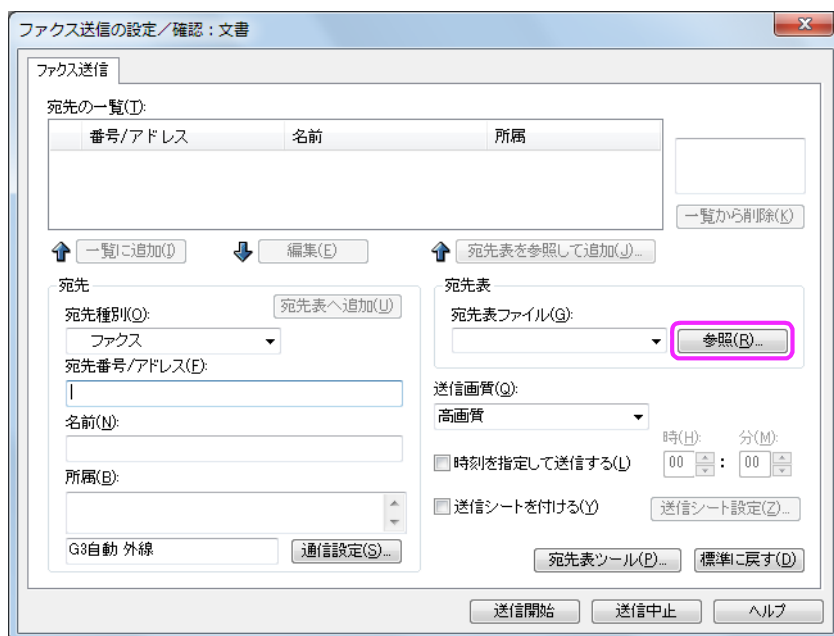 ファクス送信の設定/確認：文書
ファクス送信
宛先の一覧(T):
番号/アドレス 名前 所属
一覧から削除(K)
一覧に追加(I) 編集(E) 宛先表を参照して追加(J)...
宛先
宛先表へ追加(U)
宛先種別(O):
ファクス
宛先番号/アドレス(F):
名前(N):
所属(B):
G3自動 外線 通信設定(S)...
宛先表
宛先表ファイル(G):
参照(R)...
送信画質(Q):
高画質
時(H): 分(M):
時刻を指定して送信する(L) 00 : 00
送信シートを付ける(Y) 送信シート設定(Z)...
宛先表ツール(P)... 標準に戻す(D)
送信開始 送信中止 ヘルプ